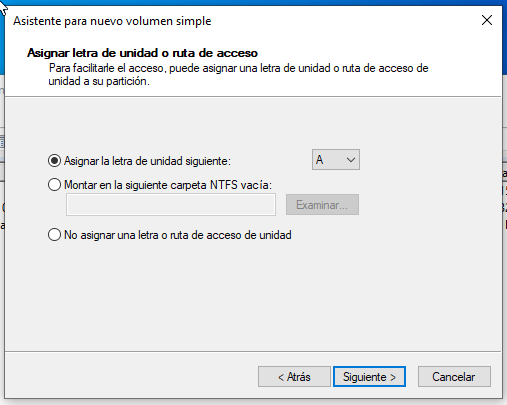 Asistente para nuevo volumen simple
Asignar letra de unidad o ruta de acceso
Para facilitarle el acceso, puede asignar una letra de unidad o ruta de acceso de
unidad a su partición.
Asignar la letra de unidad siguiente:
A
Montar en la siguiente carpeta NTFS vacía:
Examinar...
No asignar una letra o ruta de acceso de unidad
< Atrás
Siguiente >
Cancelar